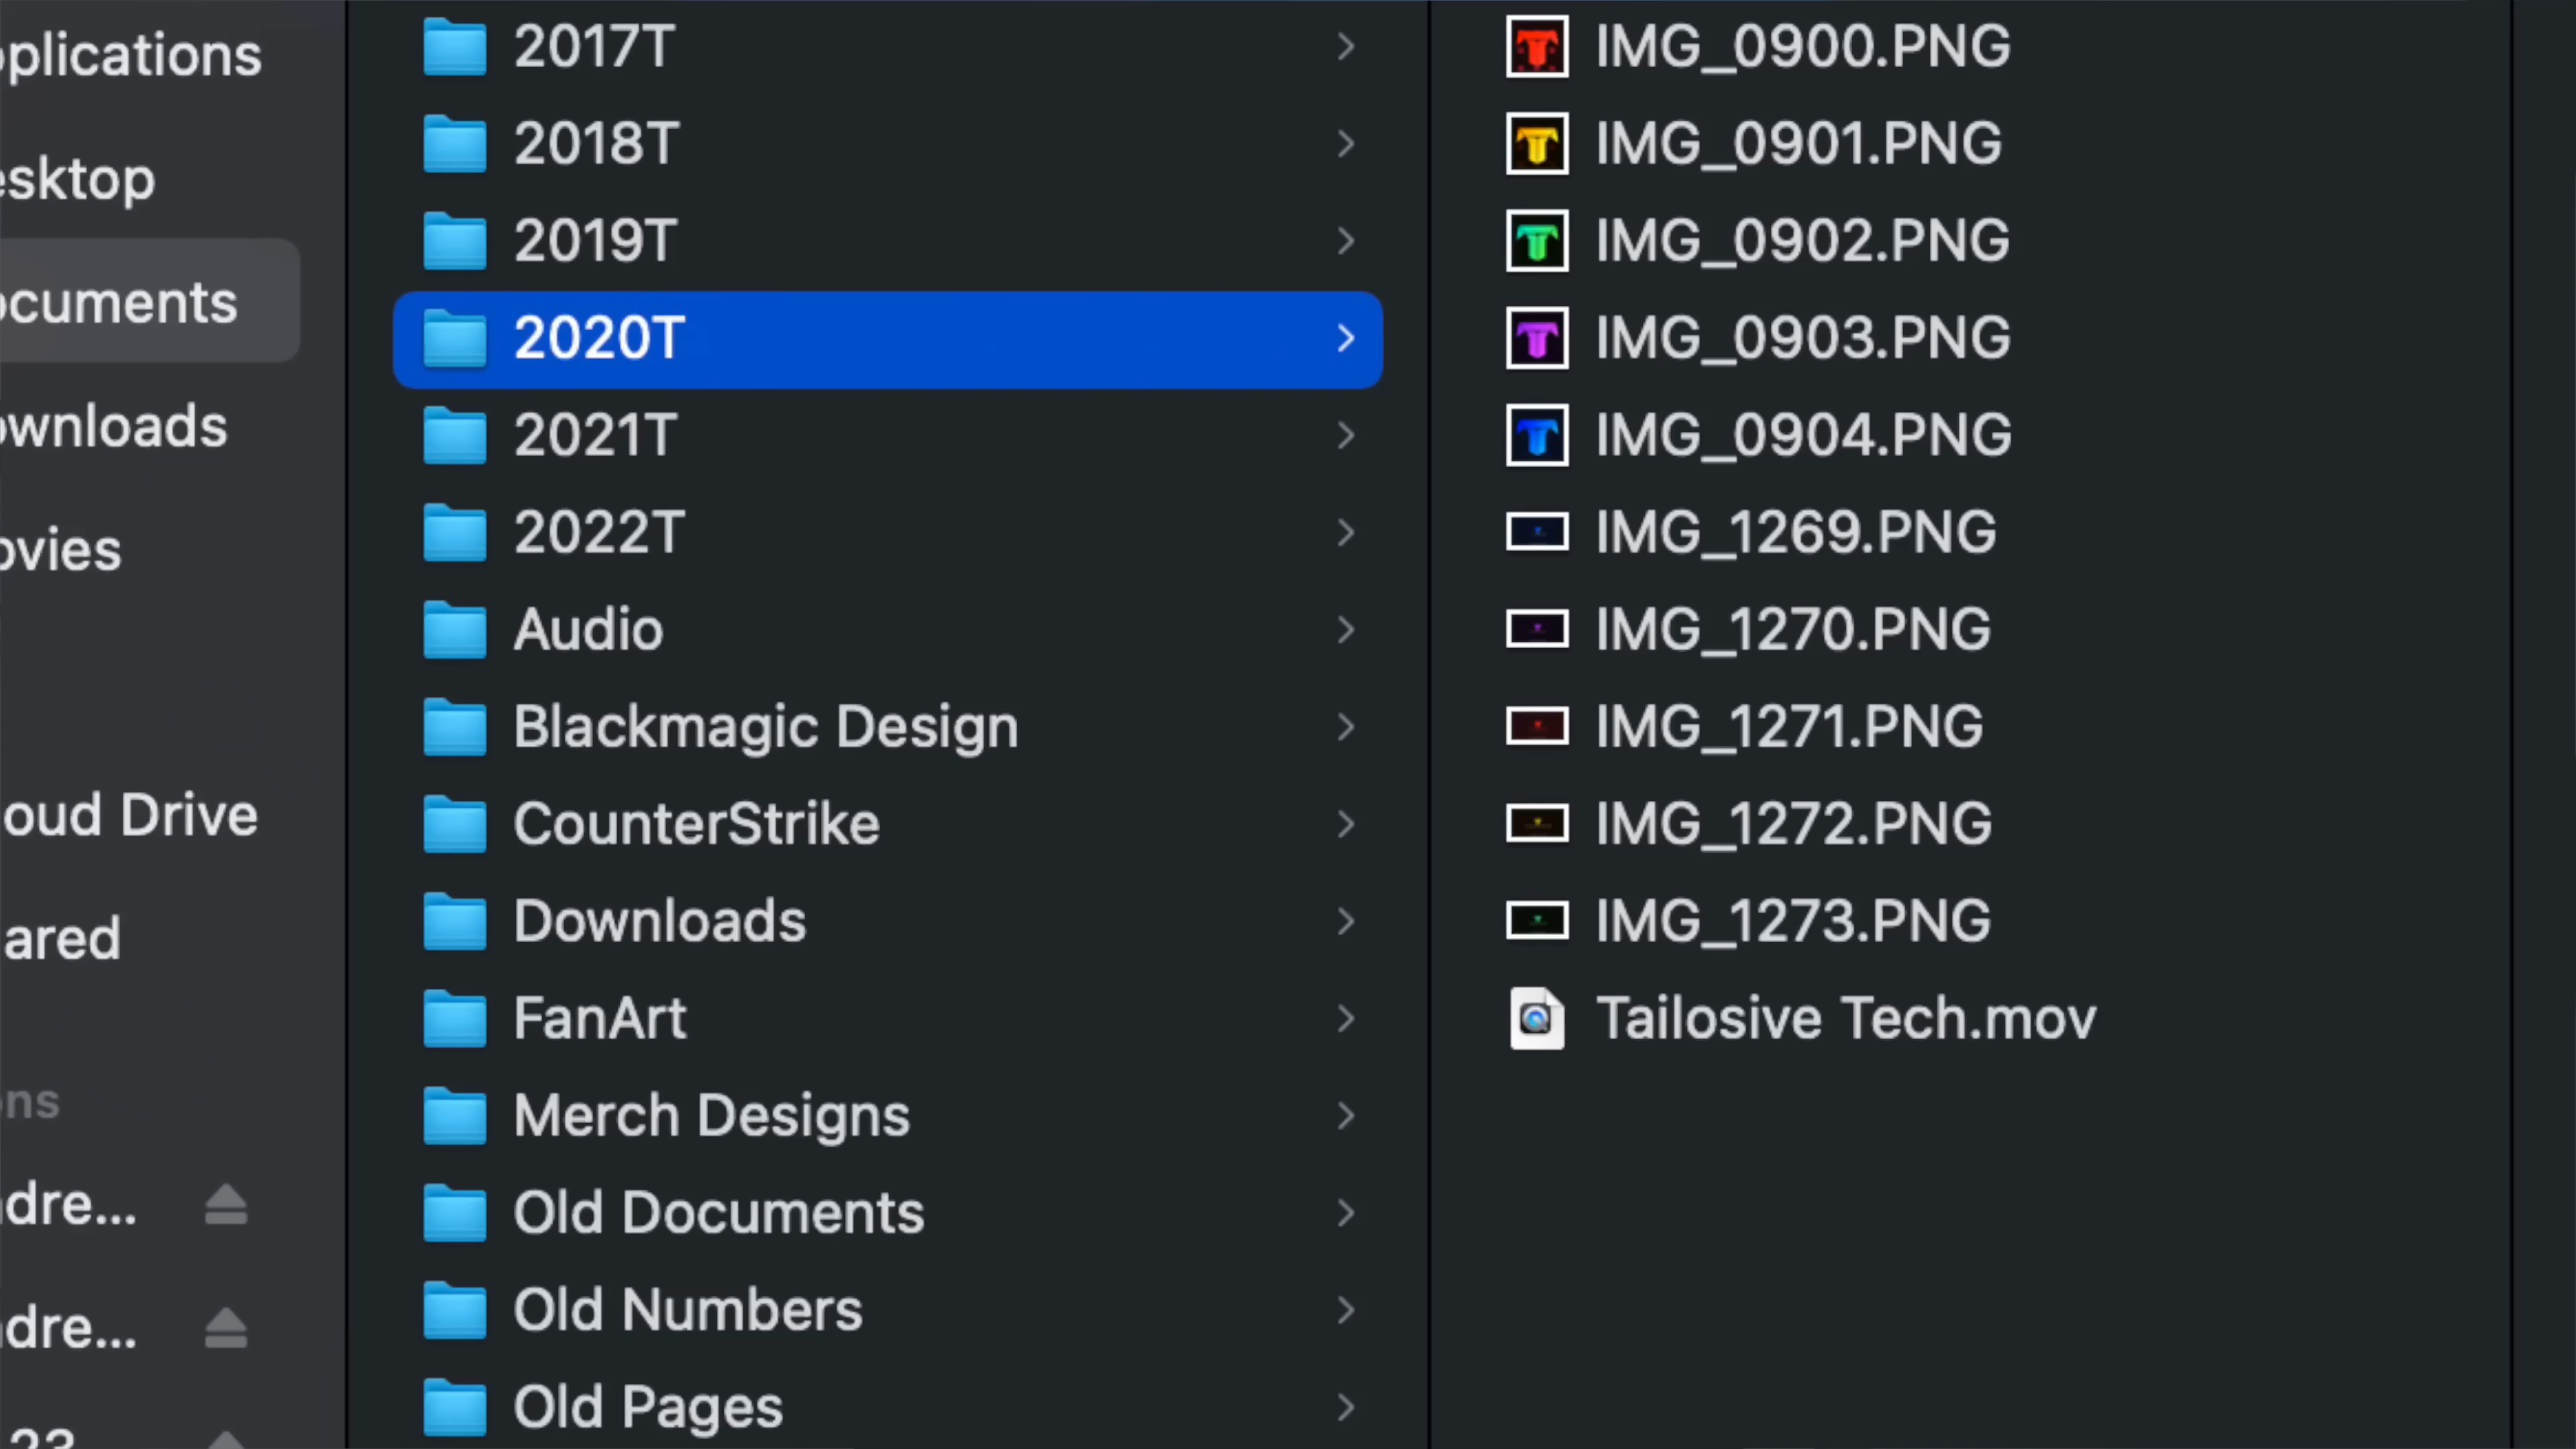 plications
esktop
ocuments
ownloads
ovies
oud Drive
ared
ns
dre...
dre...
23
2017T
2018T
2019T
2020T
2021T
2022T
Audio
Blackmagic Design
CounterStrike
Downloads
FanArt
Merch Designs
Old Documents
Old Numbers
Old Pages
IMG_0900.PNG
IMG_0901.PNG
IMG_0902.PNG
IMG_0903.PNG
IMG_0904.PNG
IMG_1269.PNG
IMG_1270.PNG
IMG_1271.PNG
IMG_1272.PNG
IMG_1273.PNG
Tailosive Tech.mov